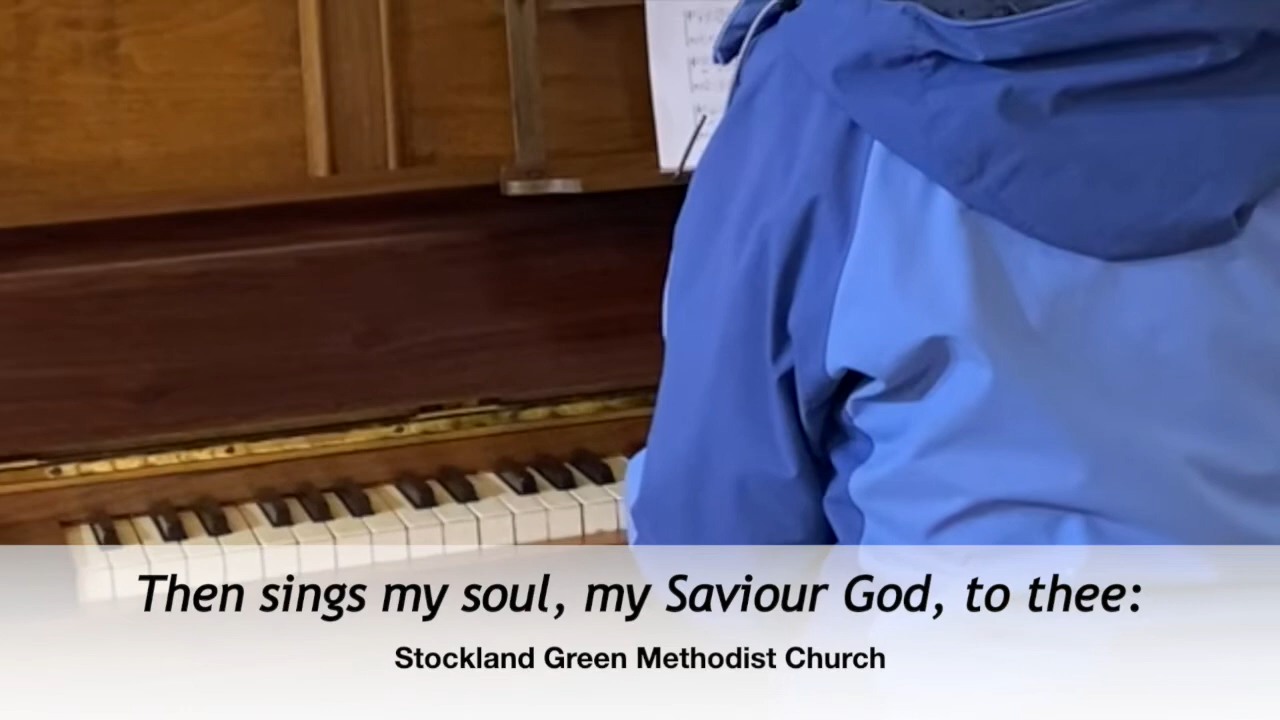 Then sings my soul, my Saviour God, to thee:
Stockland Green Methodist Church